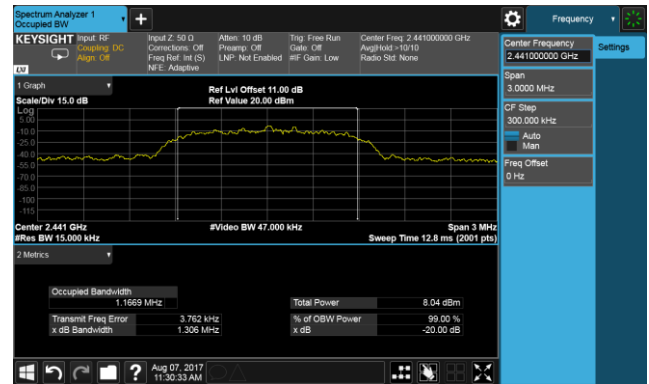 Spectrum Analyzer 1
Occupied BW
Frequency
KEYSIGHT
Input: RF
Coupling: DC
Align: Off
Input Z: 50 Ω
Corrections: Off
Freq Ref: Int (S)
NFE: Adaptive
Atten: 10 dB
Preamp: Off
LNP: Not Enabled
Trig: Free Run
Gate: Off
#IF Gain: Low
Center Freq: 2.441000000 GHz
Avg|Hold:>10/10
Radio Std: None
LXI
Center Frequency
2.441000000 GHz
Settings
Span
3.0000 MHz
CF Step
300.000 kHz
Auto
Man
Freq Offset
0 Hz
1 Graph
Scale/Div 15.0 dB
Ref Lvl Offset 11.00 dB
Ref Value 20.00 dBm
Log
5.00
-10.0
-25.0
-40.0
-55.0
-70.0
-85.0
-100
-115
Center 2.441 GHz
#Video BW 47.000 kHz
Span 3 MHz
#Res BW 15.000 kHz
Sweep Time 12.8 ms (2001 pts)
2 Metrics
Occupied Bandwidth
1.1669 MHz
Total Power 8.04 dBm
Transmit Freq Error 3.762 kHz
% of OBW Power 99.00 %
x dB Bandwidth 1.306 MHz
x dB -20.00 dB
Aug 07, 2017
11:30:33 AM